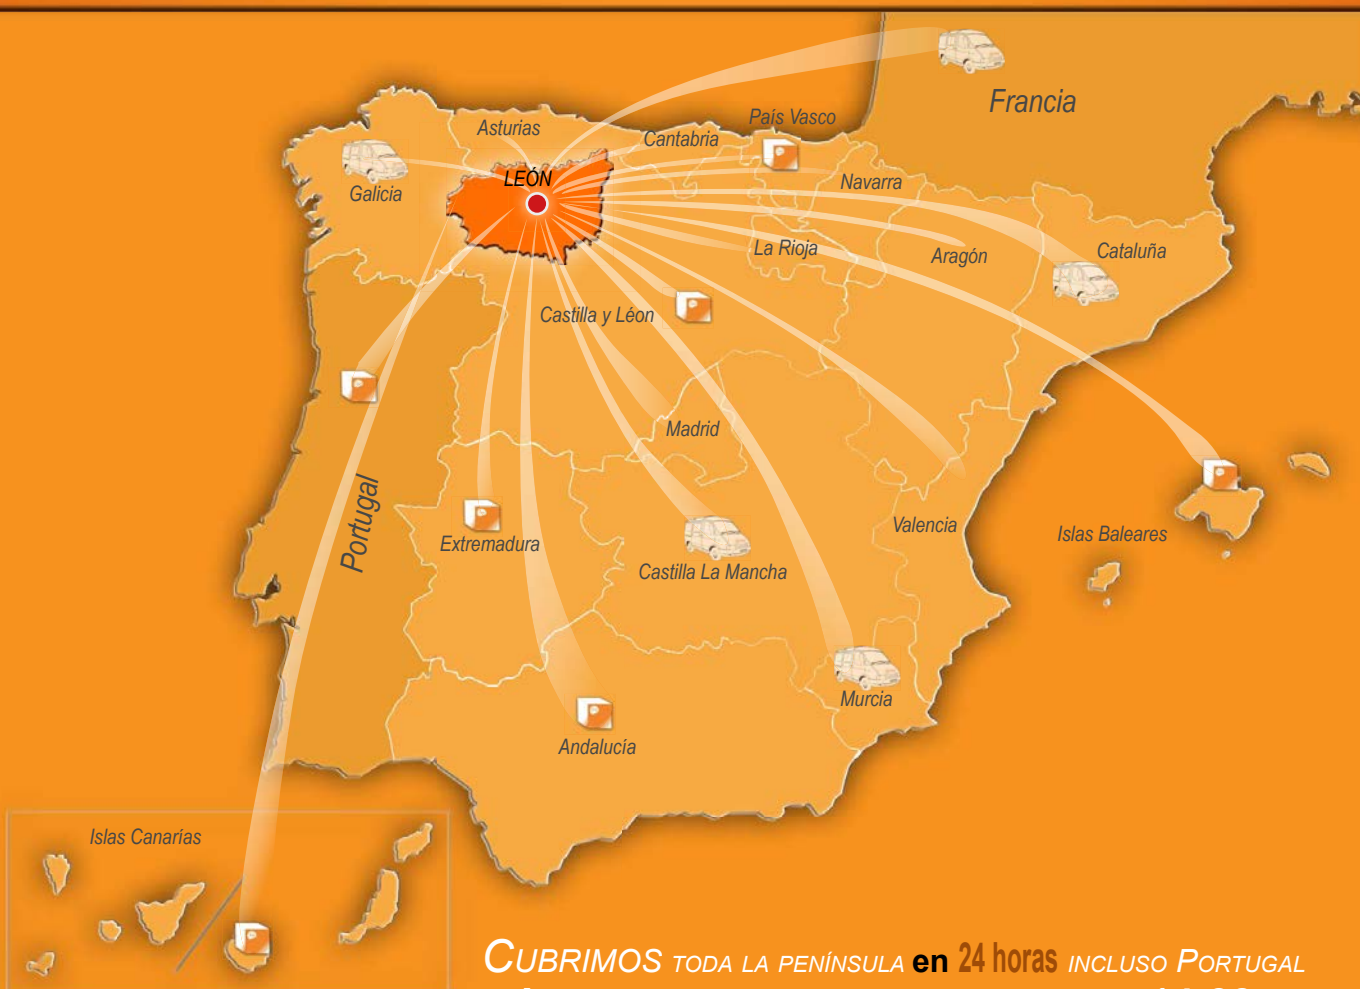 Francia
País Vasco
Asturias
Cantabria
LEÓN
Navarra
Galicia
La Rioja
Aragón
Cataluña
Castilla y Léon
Madrid
Portugal
Valencia
Islas Baleares
Extremadura
Castilla La Mancha
Murcia
Andalucía
Islas Canarías
CUBRIMOS TODA LA PENÍNSULA en 24 horas INCLUSO PORTUGAL